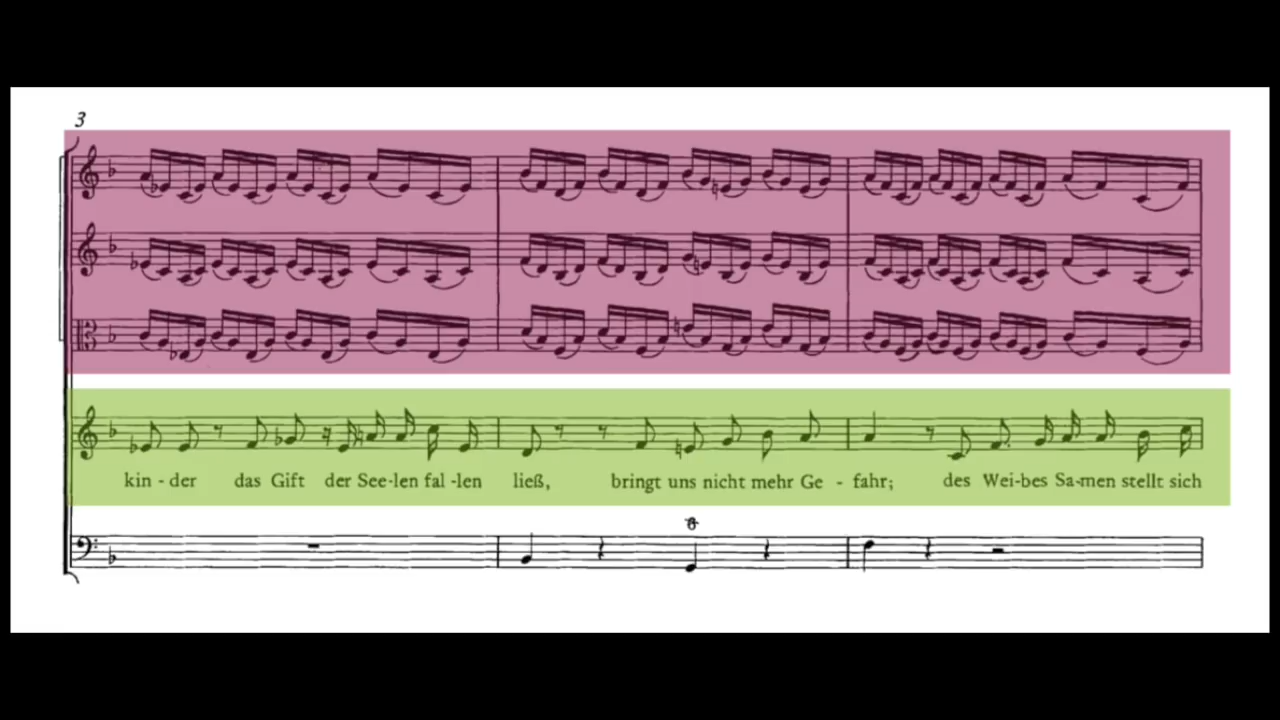 3
kin - der das Gift der See-len fal -len ließ, bringt uns nicht mehr Ge - fahr; des Wei-bes Sa-men stellt sich
6